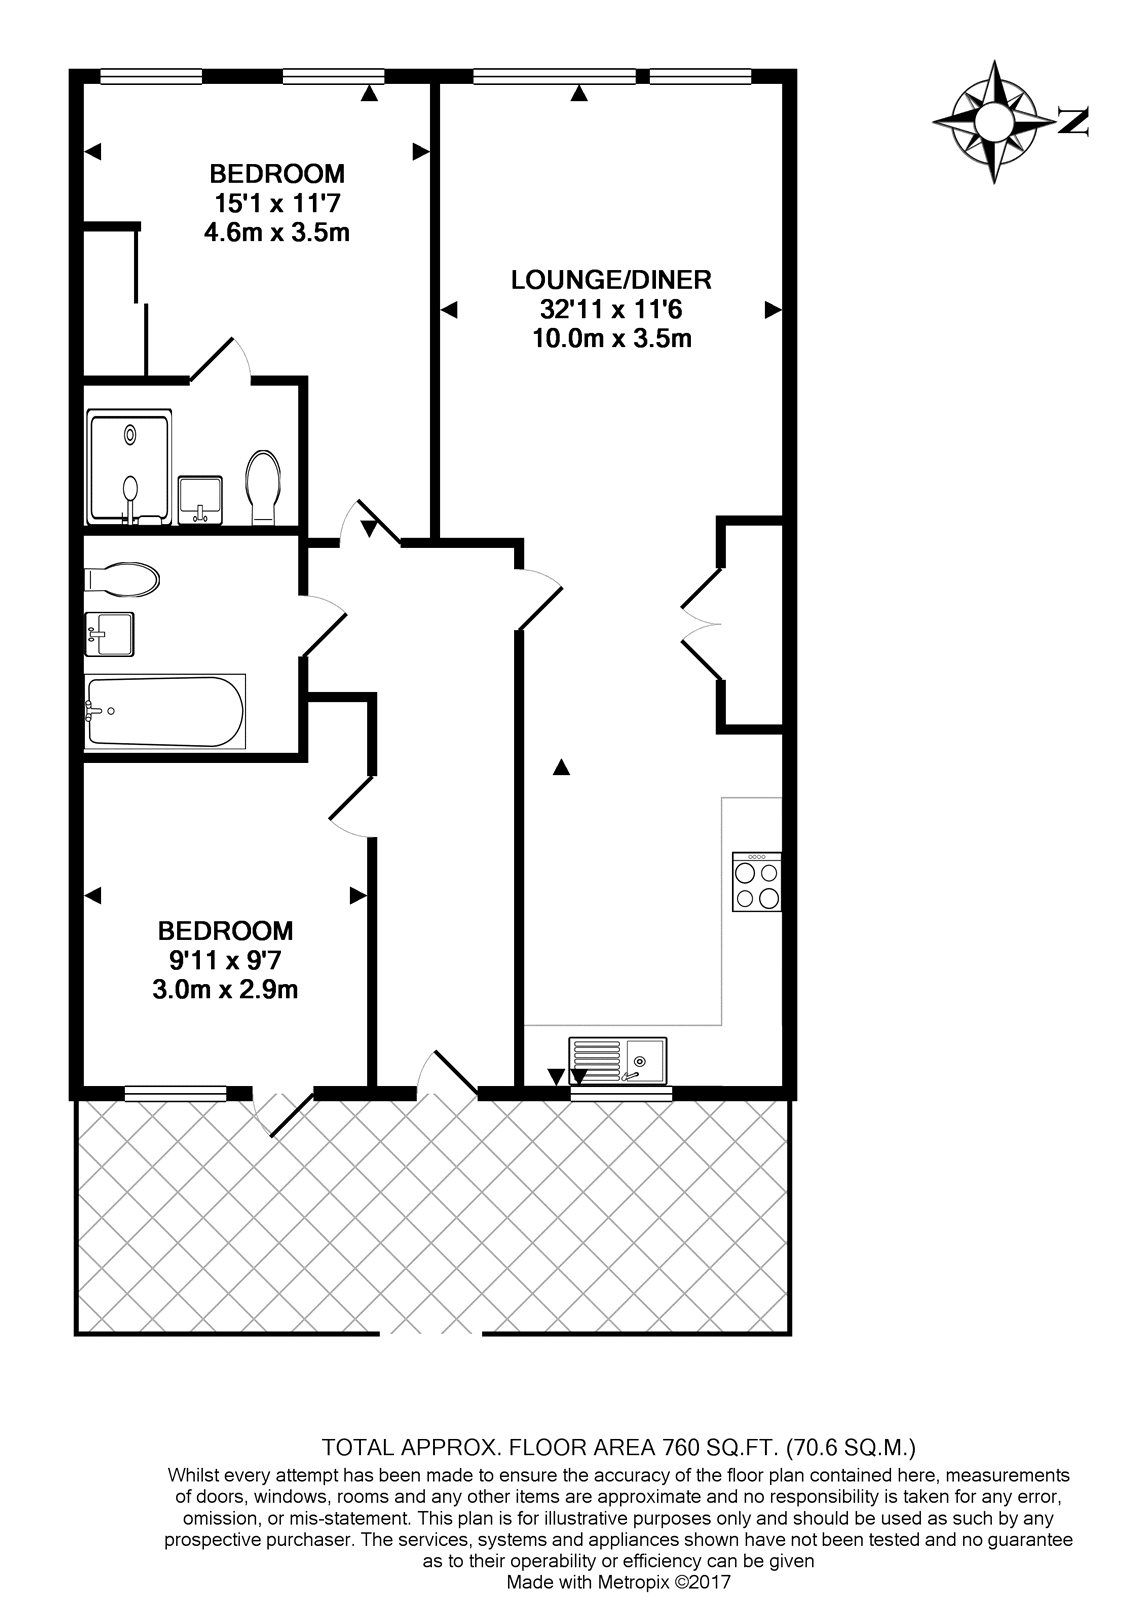 N
BEDROOM
15'1 x 11'7
4.6m x 3.5m
LOUNGE/DINER
32'11 x 11'6
10.0m x 3.5m
BEDROOM
9'11 x 9'7
3.0m x 2.9m
TOTAL APPROX. FLOOR AREA 760 SQ.FT. (70.6 SQ.M.)
Whilst every attempt has been made to ensure the accuracy of the floor plan contained here, measurements
of doors, windows, rooms and any other items are approximate and no responsibility is taken for any error,
omission, or mis-statement. This plan is for illustrative purposes only and should be used as such by any
prospective purchaser. The services, systems and appliances shown have not been tested and no guarantee
as to their operability or efficiency can be given
Made with Metropix ©2017